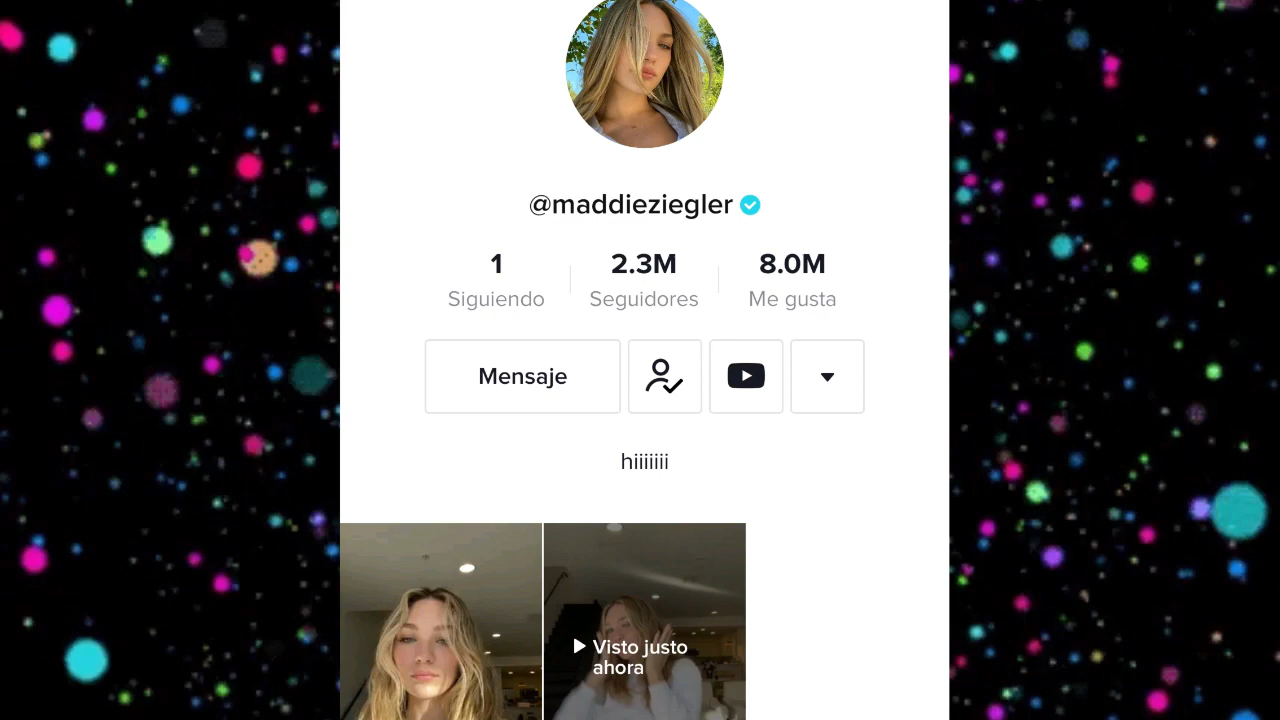 @maddieziegler
1 2.3M 8.0M
Siguiendo Seguidores Me gusta
Mensaje
hiiiiiii
Visto justo
ahora